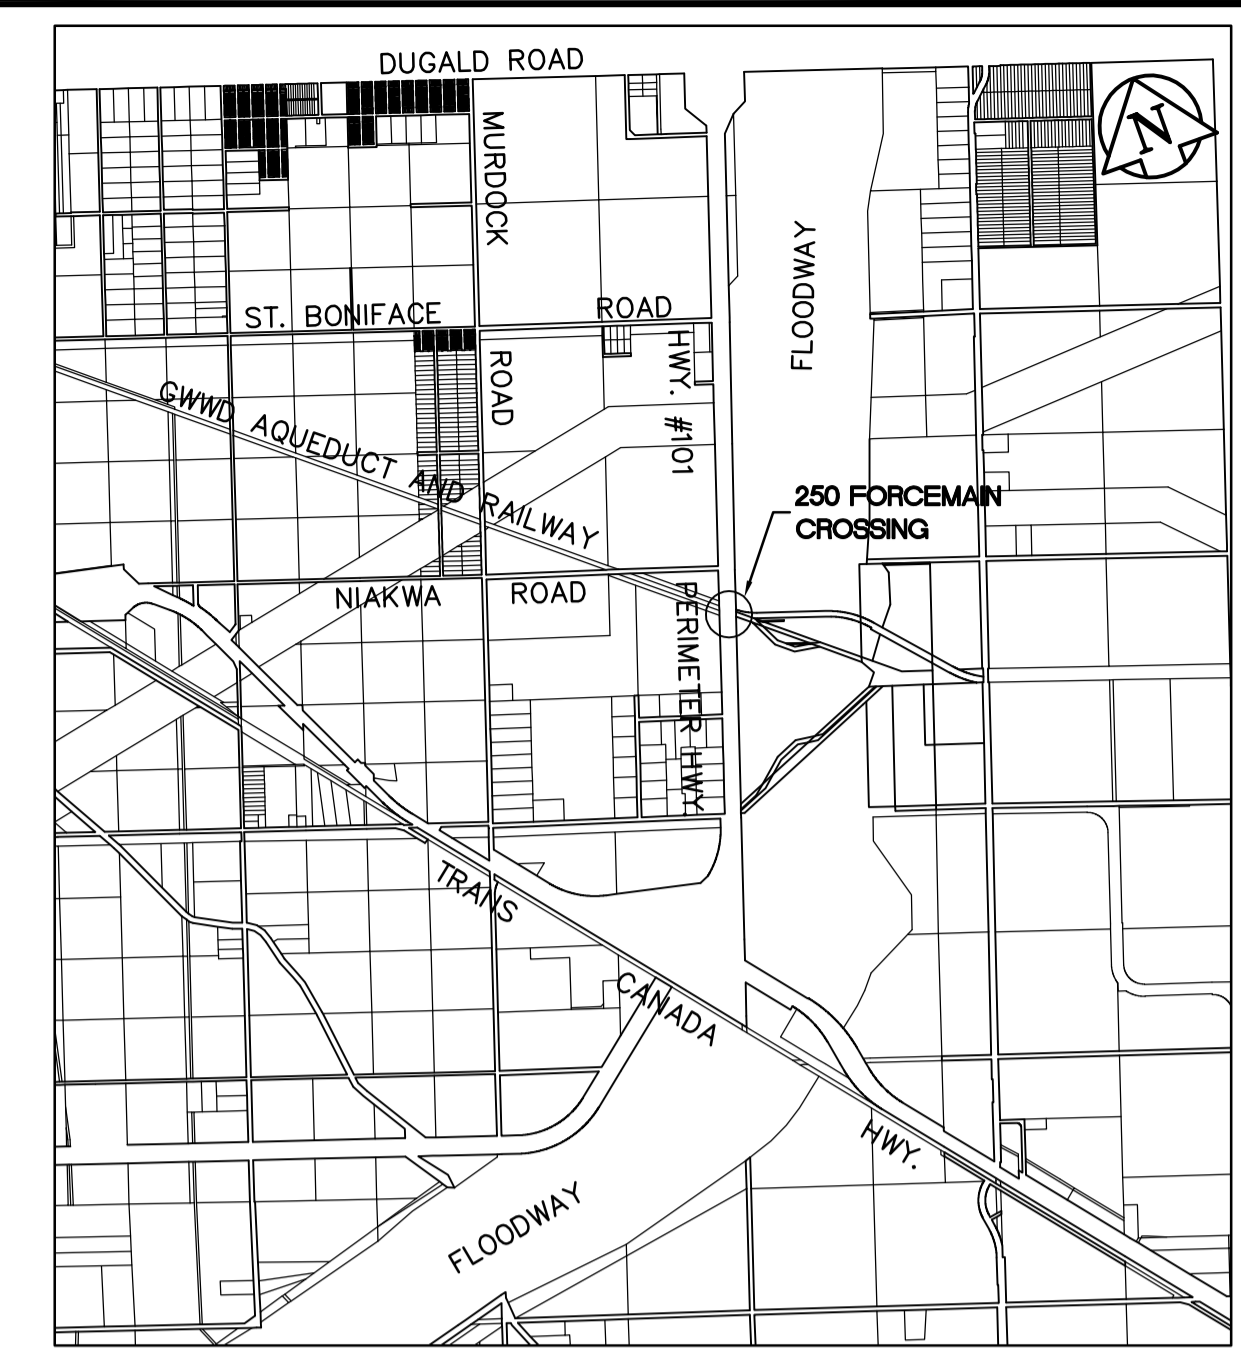 DUGALD ROAD
N
MURDOCK
FLOODWAY
ST. BONIFACE
ROAD
HWY. #101
ROAD
GWWD AQUEDUCT AND RAILWAY
250 FORCEMAIN
CROSSING
NIAKWA
ROAD
PERIMETER HWY.
TRANS
CANADA
HWY.
FLOODWAY